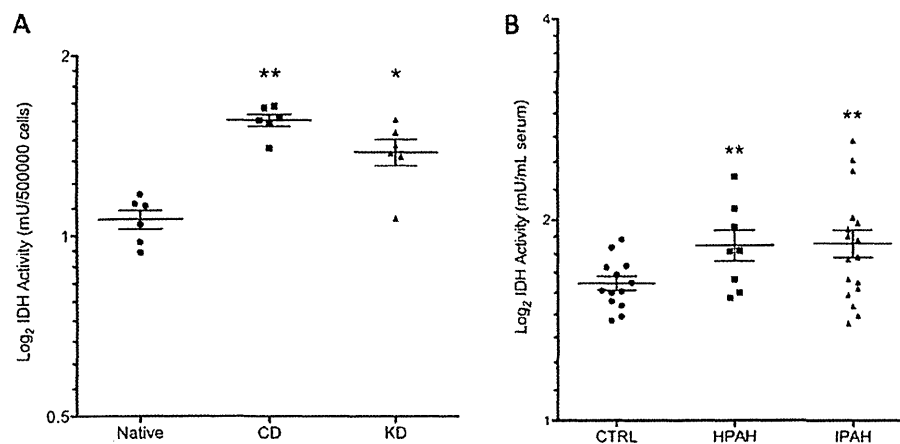 A
B
Log2 IDH Activity (mU/500000 cells)
2
1
0.5
**
*
Native
CD
KD
Log2 IDH Activity (mU/mL serum)
4
2
1
**
**
CTRL
HPAH
IPAH